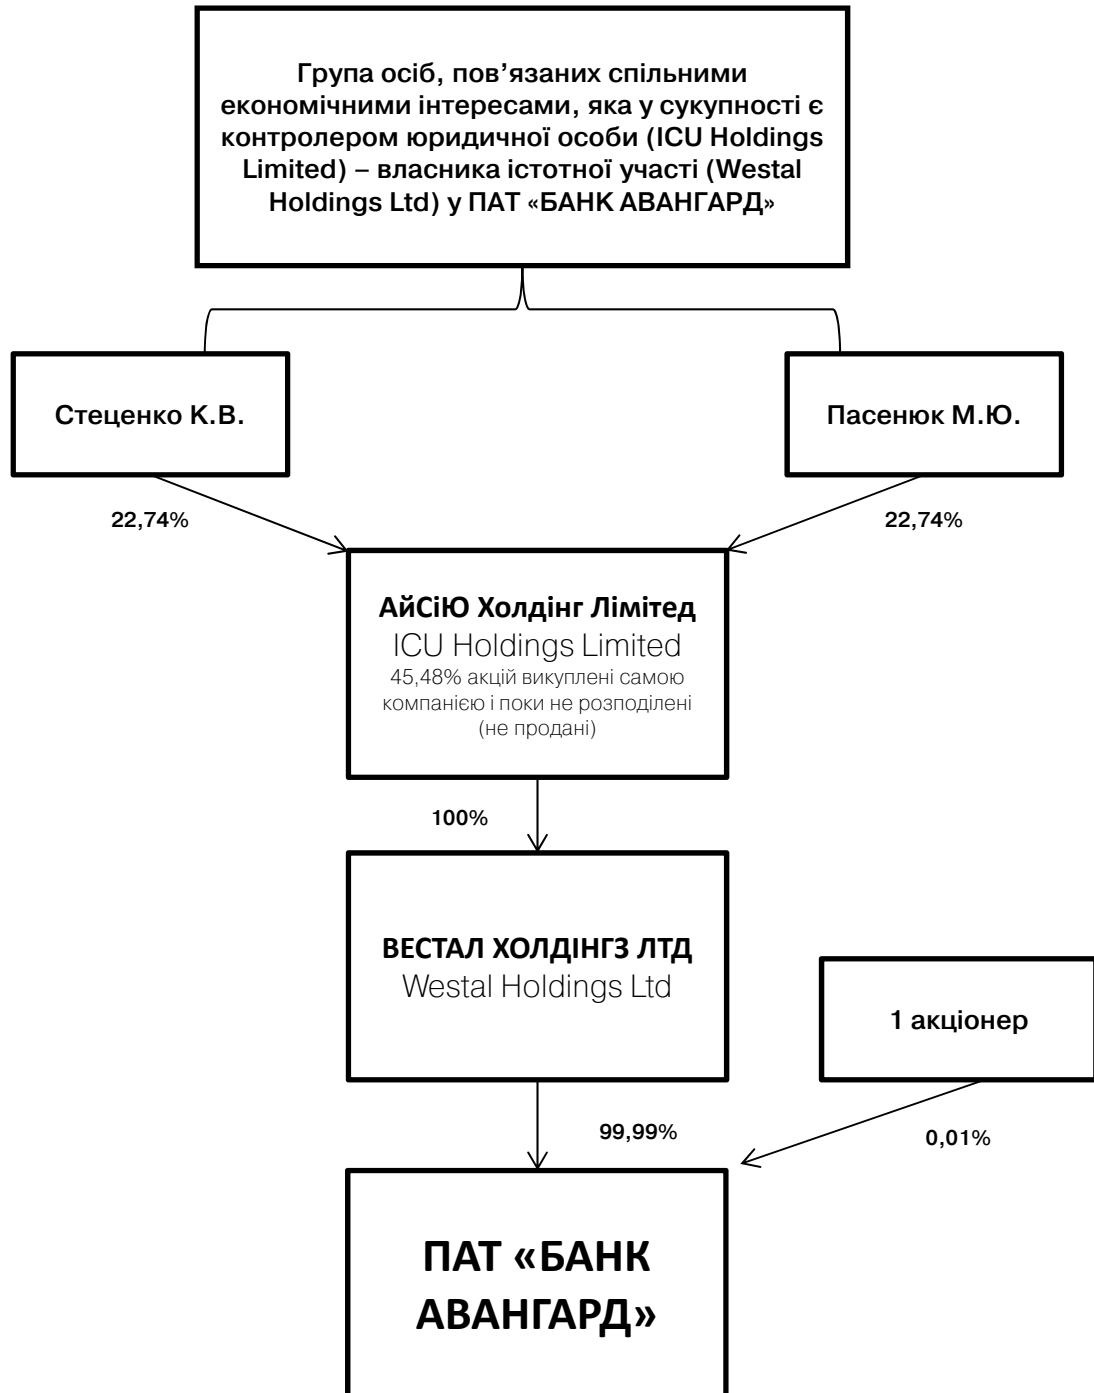 Група осіб, пов’язаних спільними
економічними інтересами, яка у сукупності є
контролером юридичної особи (ICU Holdings
Limited) – власника істотної участі (Westal
Holdings Ltd) у ПАТ «БАНК АВАНГАРД»
Стеценко К.В.
Пасенюк М.Ю.
22,74%
22,74%
АйСіЮ Холдінг Лімітед
ICU Holdings Limited
45,48% акцій викуплені самою
компанією і поки не розподілені
(не продані)
100%
ВЕСТАЛ ХОЛДІНГЗ ЛТД
Westal Holdings Ltd
1 акціонер
99,99%
0,01%
ПАТ «БАНК
АВАНГАРД»